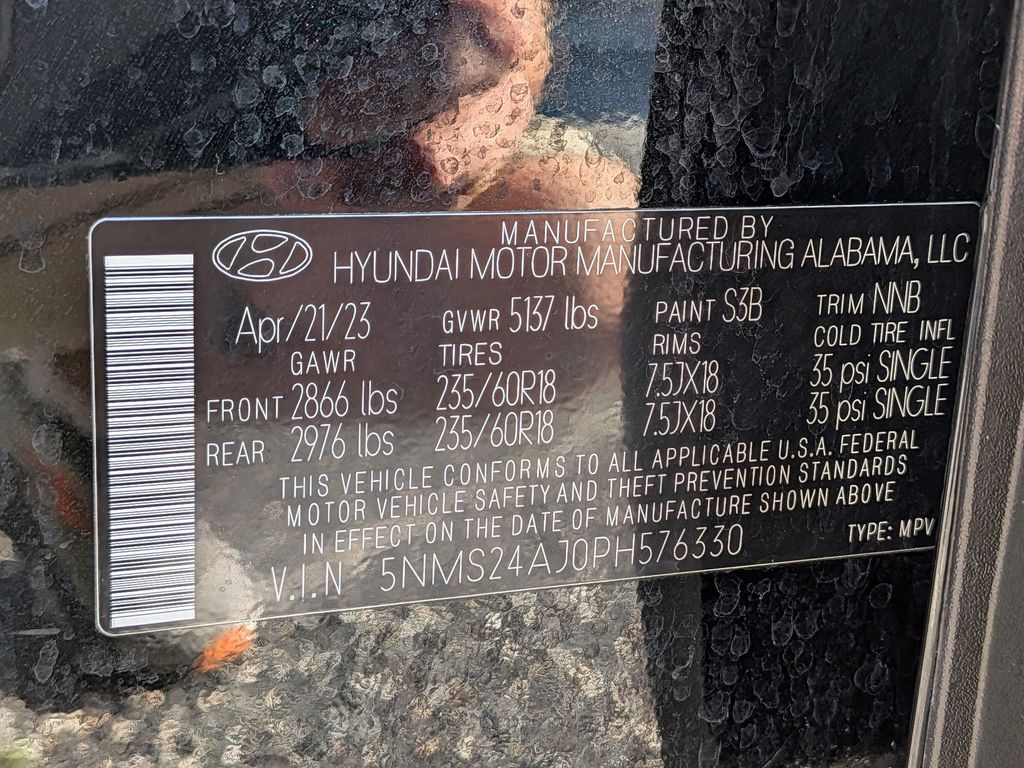 MANUFACTURED BY
HYUNDAI MOTOR MANUFACTURING ALABAMA, LLC
Apr/21/23 GVWR 5137 lbs PAINT S3B TRIM NNB
GAWR TIRES RIMS COLD TIRE INFL
FRONT 2866 lbs 235/60R18 7.5JX18 35 psi SINGLE
REAR 2976 lbs 235/60R18 7.5JX18 35 psi SINGLE
THIS VEHICLE CONFORMS TO ALL APPLICABLE U.S.A. FEDERAL
MOTOR VEHICLE SAFETY AND THEFT PREVENTION STANDARDS
IN EFFECT ON THE DATE OF MANUFACTURE SHOWN ABOVE
V.I.N 5NMS24AJ0PH576330 TYPE: MPV